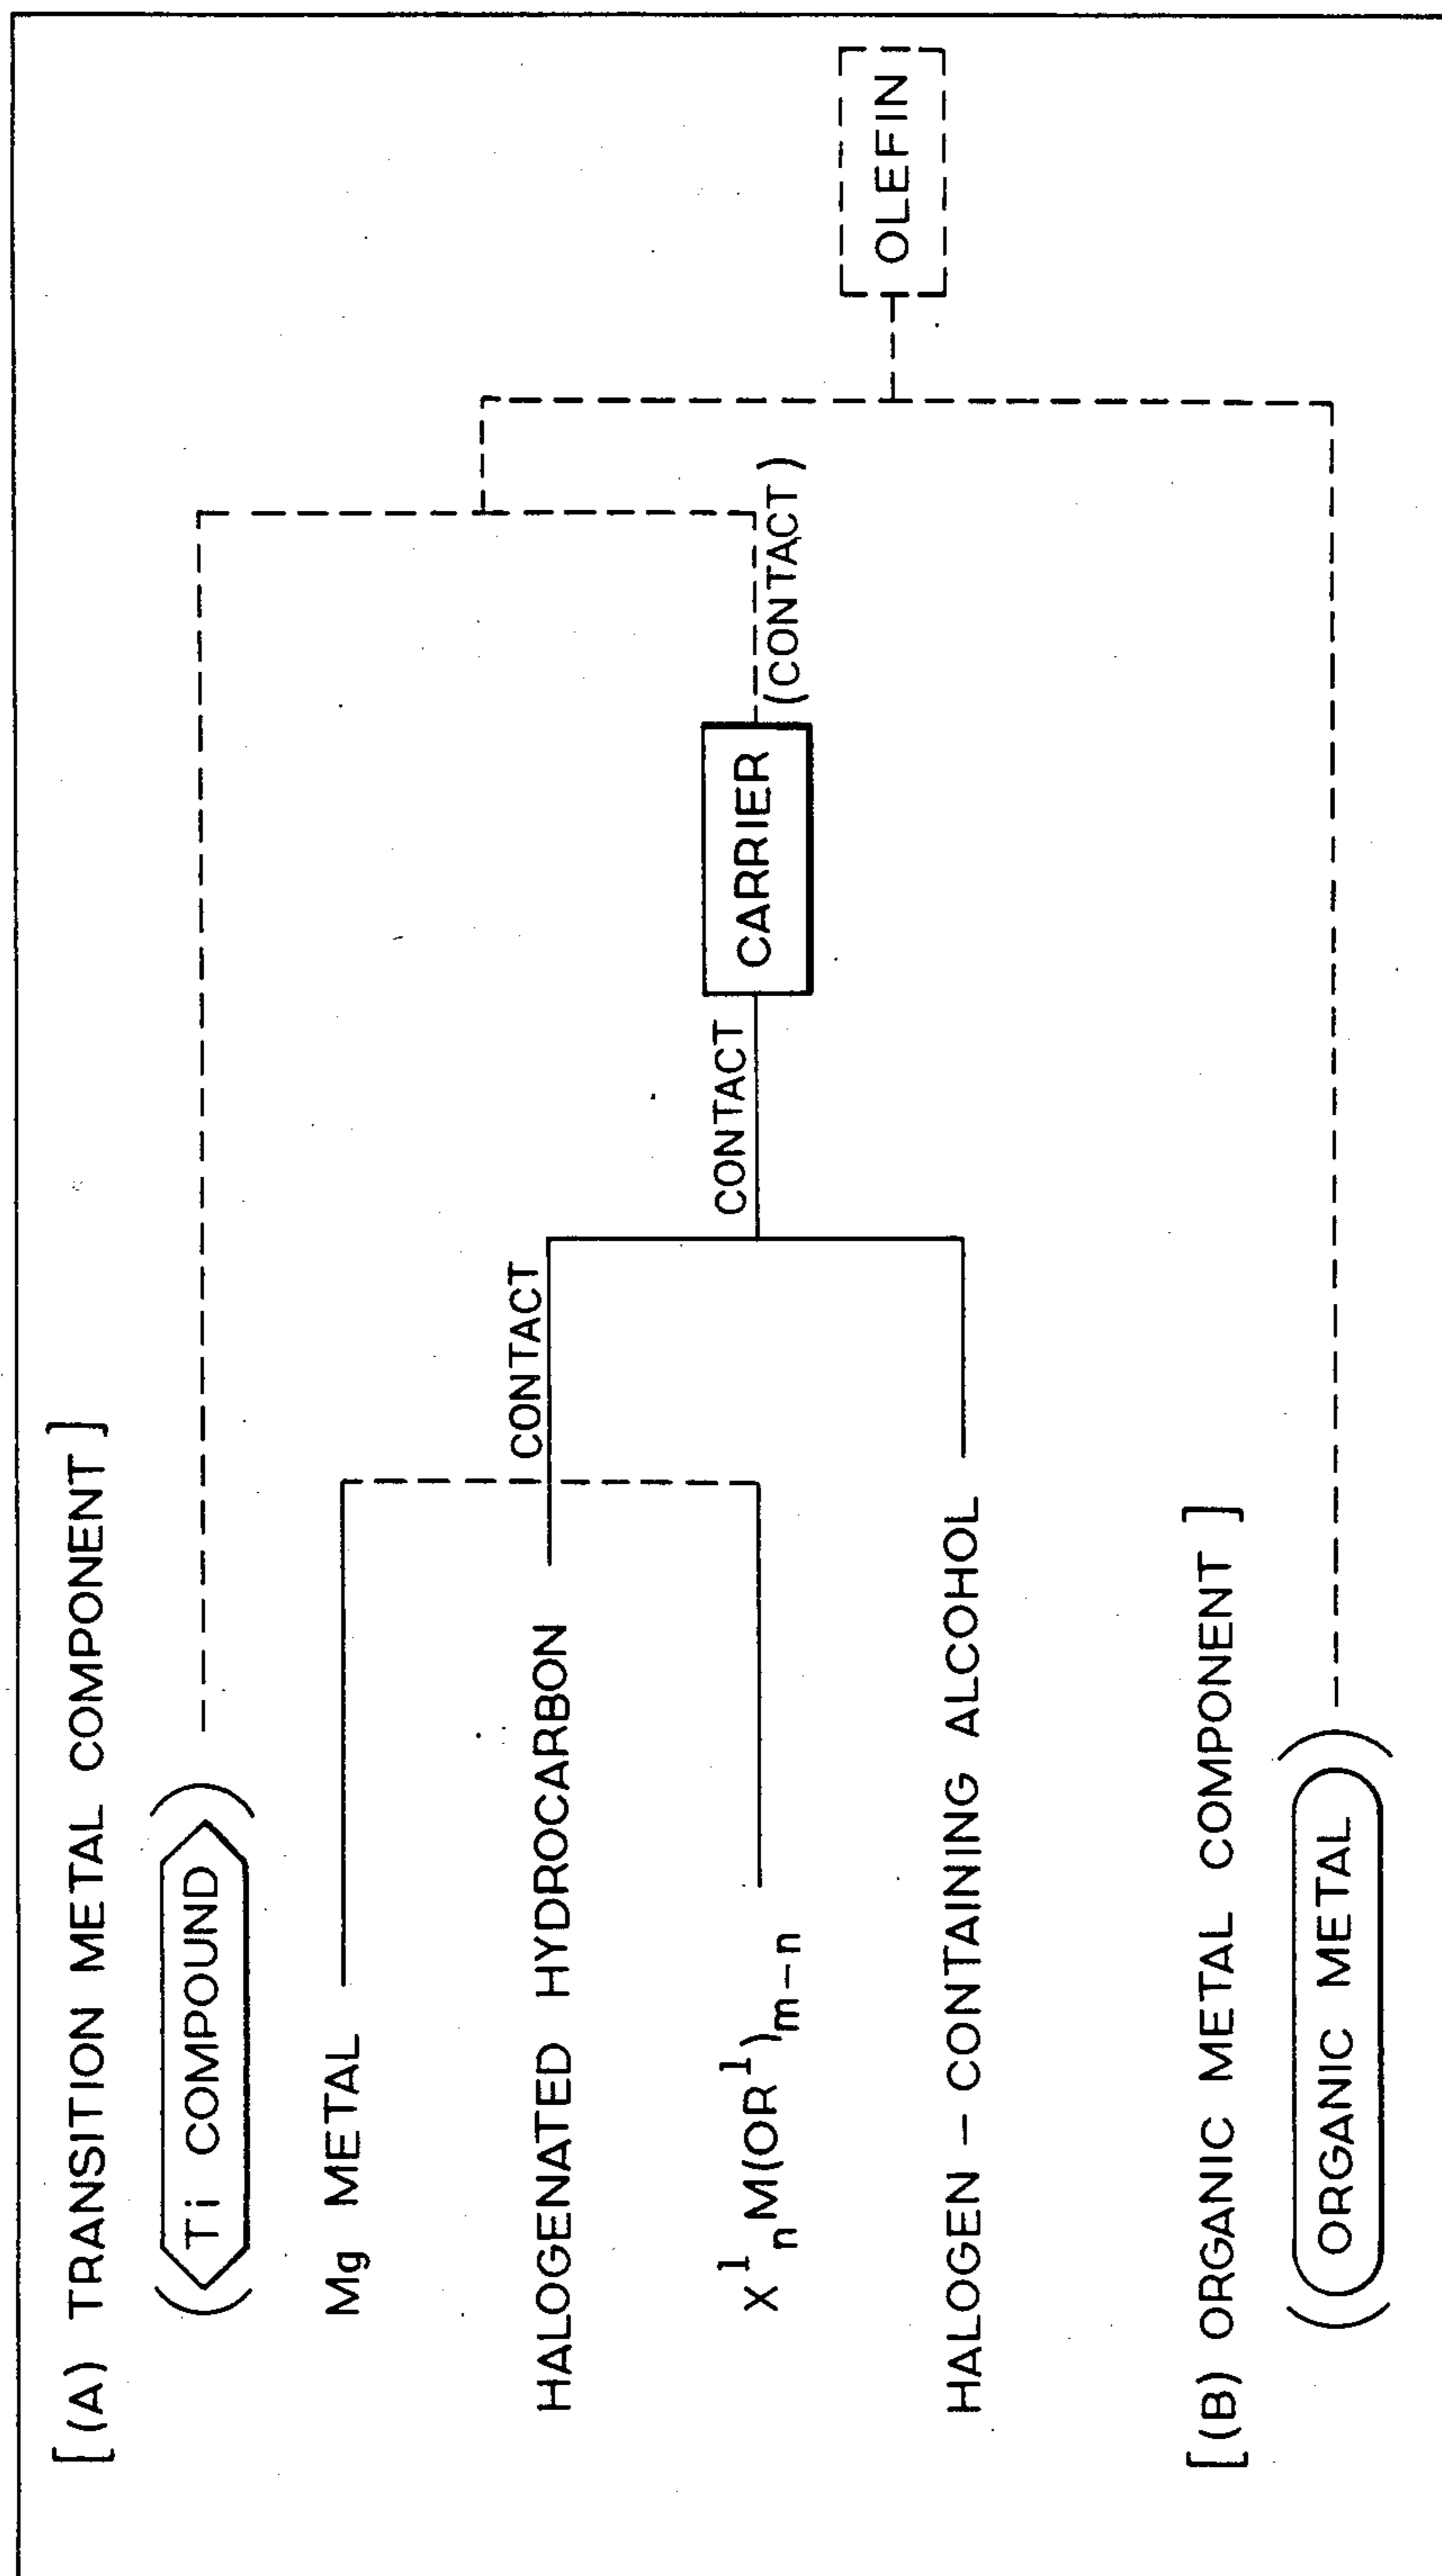 [(A) TRANSITION METAL COMPONENT]
(Ti COMPOUND)
Mg METAL
CONTACT
HALOGENATED HYDROCARBON
CONTACT
CARRIER
(CONTACT)
X¹ₙM(OR¹)ₘ₋ₙ
OLEFIN
HALOGEN - CONTAINING ALCOHOL
[(B) ORGANIC METAL COMPONENT]
(ORGANIC METAL)